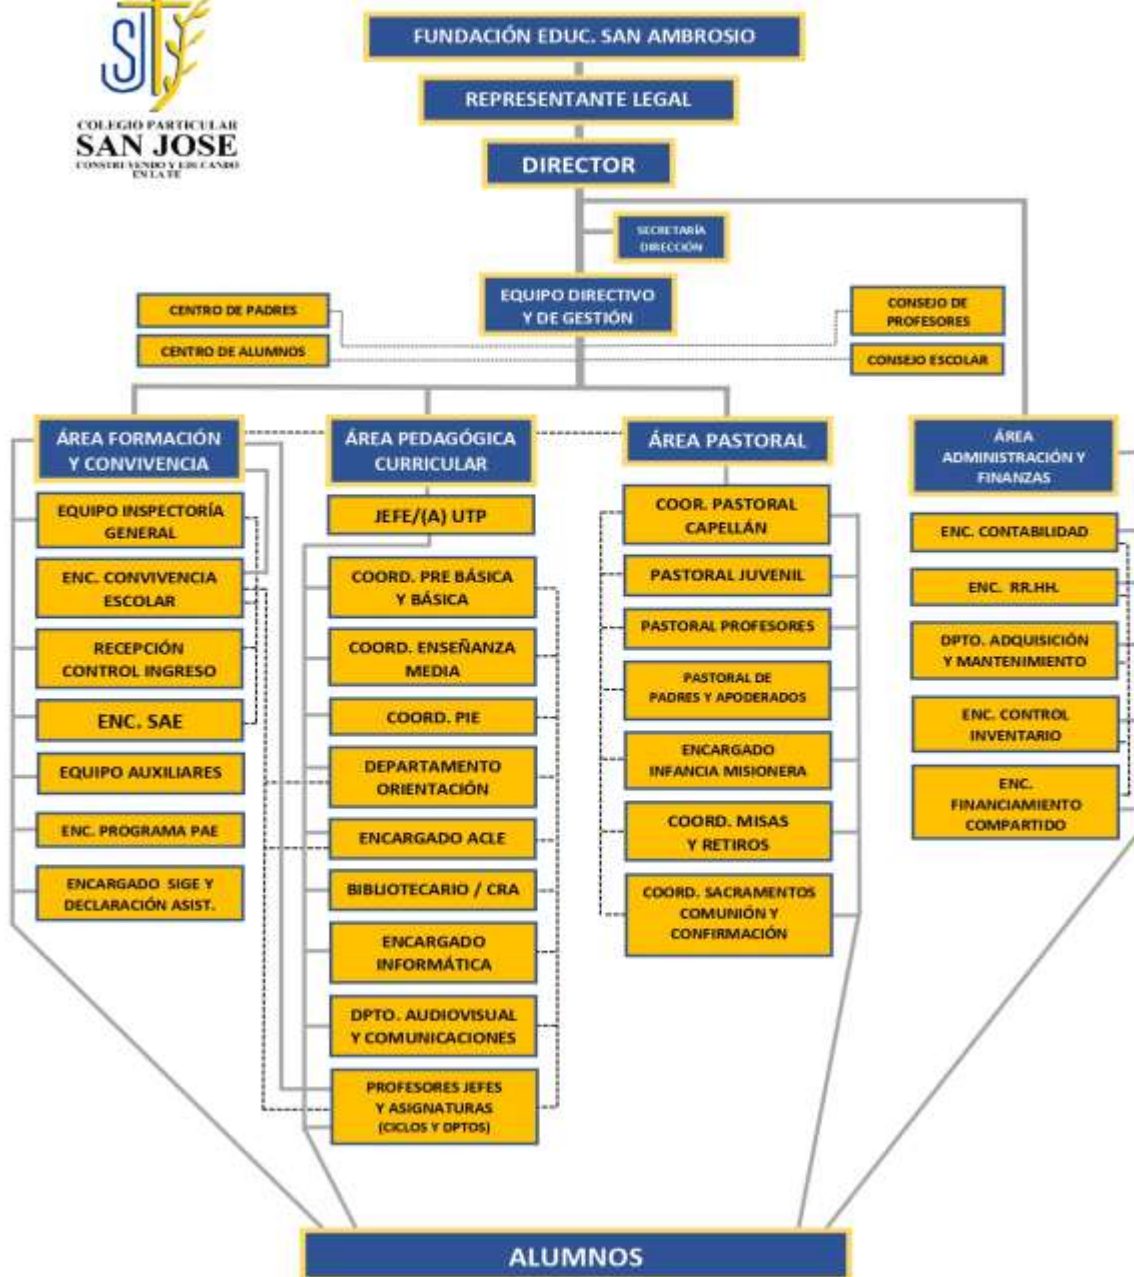 COLEGIO PARTICULAR
SAN JOSE
CONSTRUYENDO Y EDUCANDO
EN LA FE
FUNDACIÓN EDUC. SAN AMBROSIO
REPRESENTANTE LEGAL
DIRECTOR
SECRETARÍA
DIRECCIÓN
EQUIPO DIRECTIVO
Y DE GESTIÓN
CENTRO DE PADRES
CENTRO DE ALUMNOS
CONSEJO DE
PROFESORES
CONSEJO ESCOLAR
ÁREA FORMACIÓN
Y CONVIVENCIA
EQUIPO INSPECTORÍA
GENERAL
ENC. CONVIVENCIA
ESCOLAR
RECEPCIÓN
CONTROL INGRESO
ENC. SAE
EQUIPO AUXILIARES
ENC. PROGRAMA PAE
ENCARGADO SIGE Y
DECLARACIÓN ASIST.
ÁREA PEDAGÓGICA
CURRICULAR
JEFE/(A) UTP
COORD. PRE BÁSICA
Y BÁSICA
COORD. ENSEÑANZA
MEDIA
COORD. PIE
DEPARTAMENTO
ORIENTACIÓN
ENCARGADO ACLE
BIBLIOTECARIO / CRA
ENCARGADO
INFORMÁTICA
DPTO. AUDIOVISUAL
Y COMUNICACIONES
PROFESORES JEFES
Y ASIGNATURAS
(CICLOS Y DPTOS)
ÁREA PASTORAL
COOR. PASTORAL
CAPELLÁN
PASTORAL JUVENIL
PASTORAL PROFESORES
PASTORAL DE
PADRES Y APODERADOS
ENCARGADO
INFANCIA MISIONERA
COORD. MISAS
Y RETIROS
COORD. SACRAMENTOS
COMUNIÓN Y
CONFIRMACIÓN
ÁREA
ADMINISTRACIÓN Y
FINANZAS
ENC. CONTABILIDAD
ENC. RR.HH.
DPTO. ADQUISICIÓN
Y MANTENIMIENTO
ENC. CONTROL
INVENTARIO
ENC.
FINANCIAMIENTO
COMPARTIDO
ALUMNOS